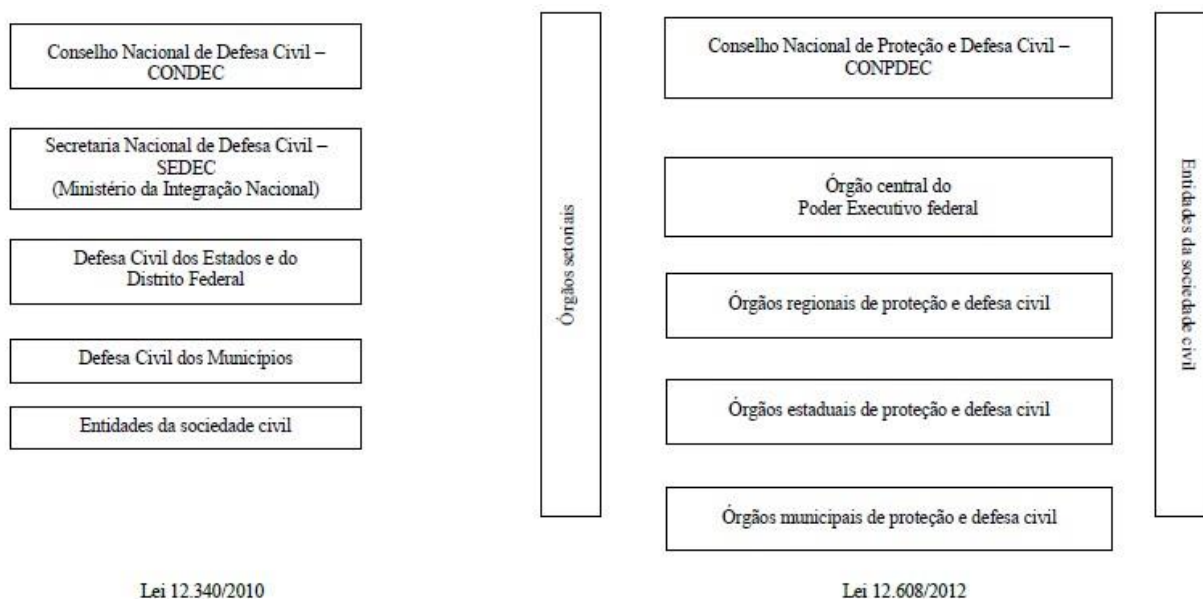 Conselho Nacional de Defesa Civil –
CONDEC
Secretaria Nacional de Defesa Civil –
SEDEC
(Ministério da Integração Nacional)
Defesa Civil dos Estados e do
Distrito Federal
Defesa Civil dos Municípios
Entidades da sociedade civil
Lei 12.340/2010
Órgãos setoriais
Conselho Nacional de Proteção e Defesa Civil –
CONPDEC
Órgão central do
Poder Executivo federal
Órgãos regionais de proteção e defesa civil
Órgãos estaduais de proteção e defesa civil
Órgãos municipais de proteção e defesa civil
Entidades da sociedade civil
Lei 12.608/2012